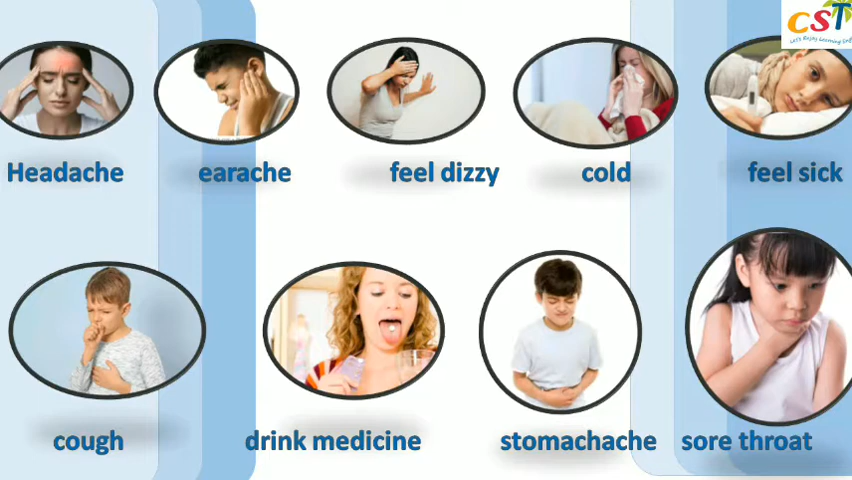 CST
Headache
earache
feel dizzy
cold
feel sick
cough
drink medicine
stomachache
sore throat